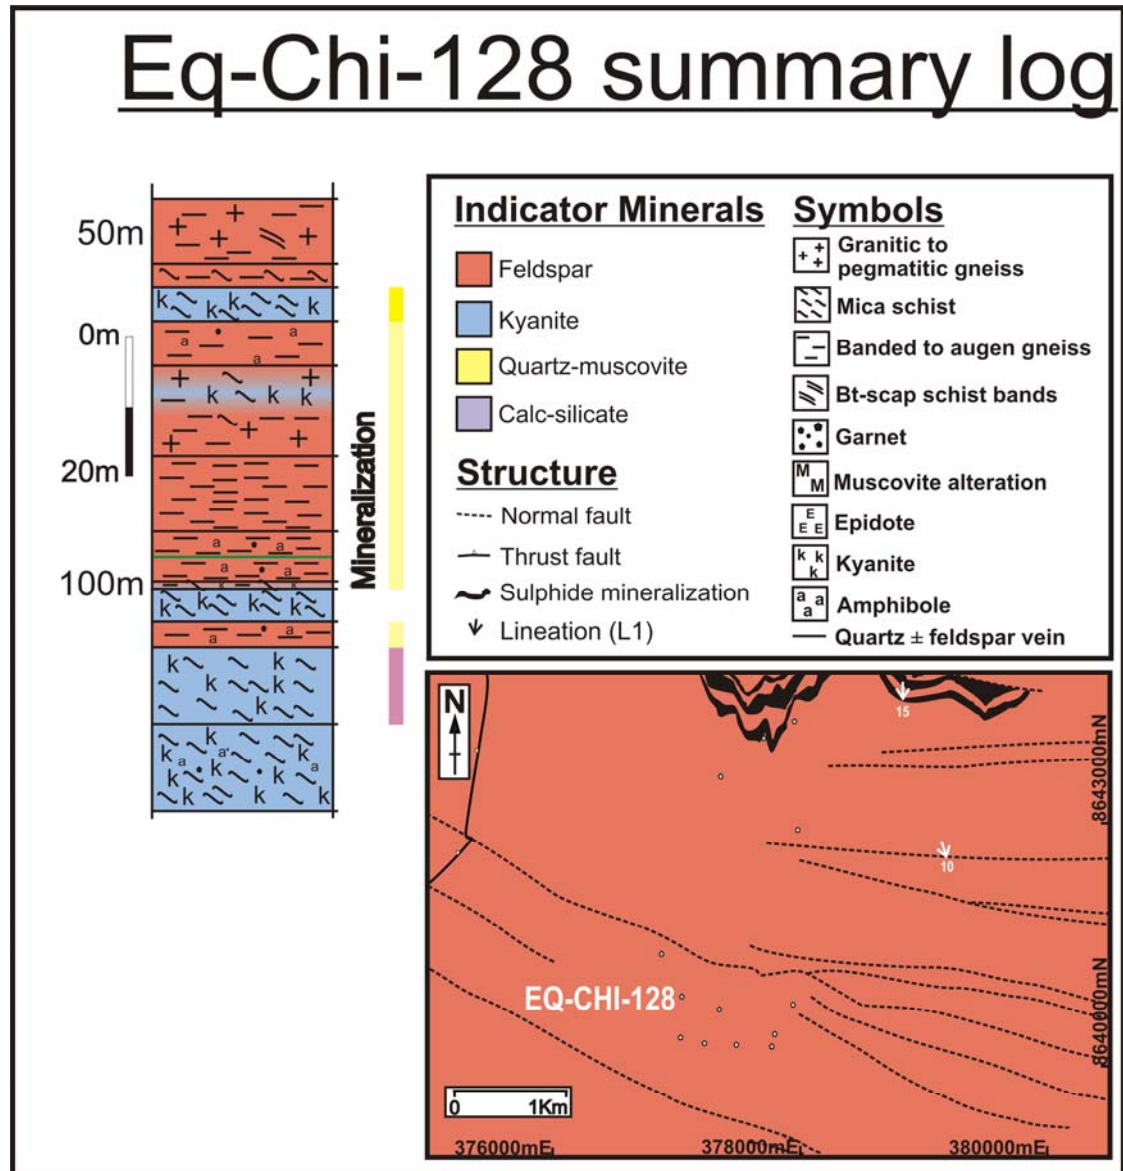 Eq-Chi-128 summary log
50m
0m
20m
100m
k k k k k
a a a
k k k
a a
a a
k
k k k k k
a a
k k k k k
k k k a a k a k k k k k
Mineralization
Indicator Minerals
Feldspar
Kyanite
Quartz-muscovite
Calc-silicate
Structure
Normal fault
Thrust fault
Sulphide mineralization
Lineation (L1)
Symbols
Granitic to
pegmatitic gneiss
Mica schist
Banded to augen gneiss
Bt-scap schist bands
Garnet
M
M
Muscovite alteration
E
E E
Epidote
k k
k
Kyanite
a a
a
Amphibole
Quartz ± feldspar vein
N
15
8643000mN
10
EQ-CHI-128
8640000mN
0 1Km
376000mE 378000mE 380000mE